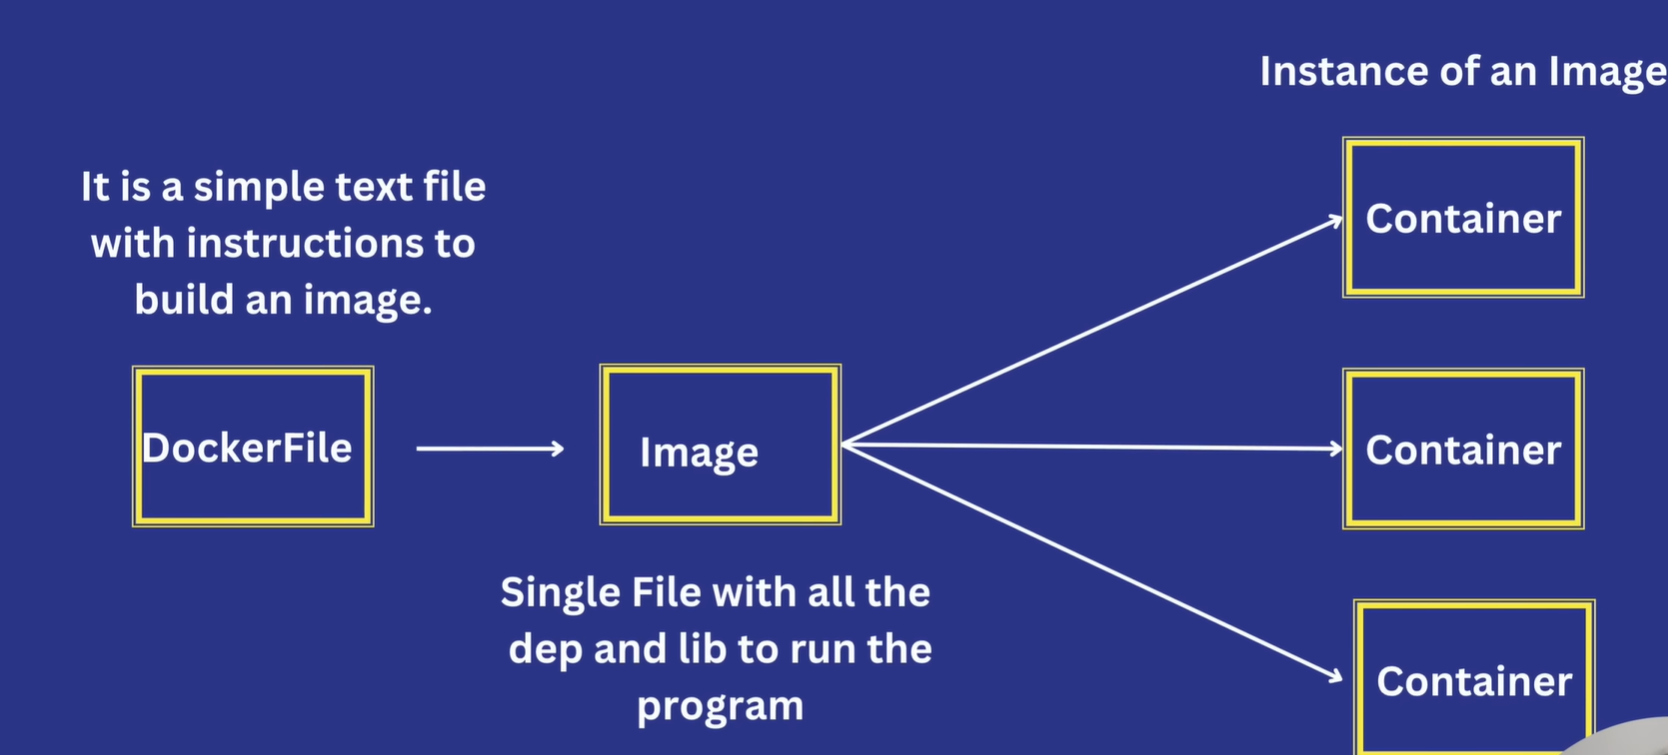 Instance of an Image
It is a simple text file
with instructions to
build an image.
DockerFile
Image
Container
Container
Container
Single File with all the
dep and lib to run the
program